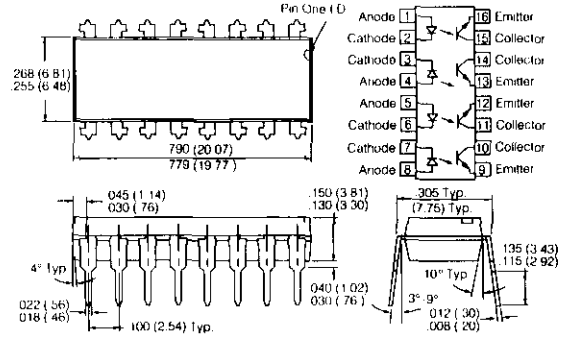 Pin One I D
.268 (6 81)
.255 (6 48)
790 (20 07)
779 (19 77)
Anode 1 16 Emitter
Cathode 2 15 Collector
Cathode 3 14 Collector
Anode 4 13 Emitter
Anode 5 12 Emitter
Cathode 6 11 Collector
Cathode 7 10 Collector
Anode 8 9 Emitter
045 (1 14)
030 ( 76)
.150 (3 81)
.130 (3 30)
4° Typ
.022 ( 56)
.018 ( 46)
100 (2.54) Typ.
.040 (1 02)
030 ( 76 )
.305 Typ.
(7.75) Typ.
.135 (3 43)
.115 (2 92)
10° Typ
3°-9°
.012 ( 30)
.008 ( 20)